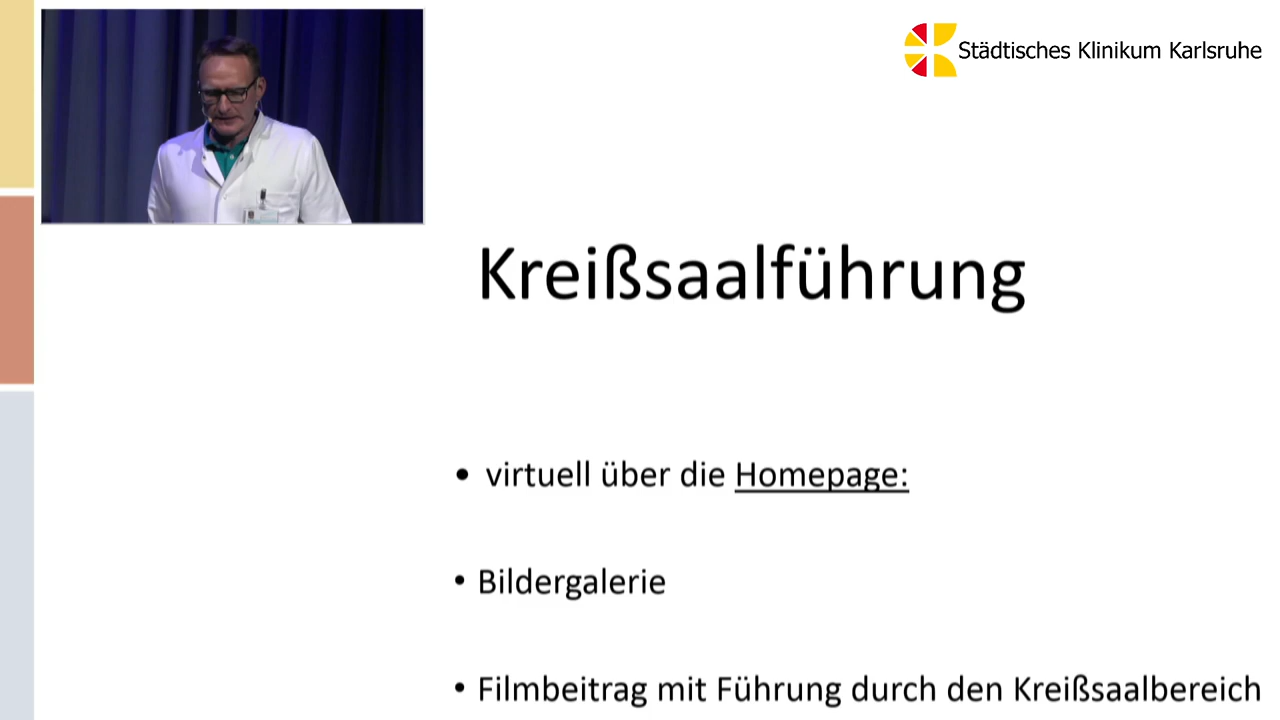 Städtisches Klinikum Karlsruhe
Kreißsaalführung
• virtuell über die Homepage:
• Bildergalerie
• Filmbeitrag mit Führung durch den Kreißsaalbereich